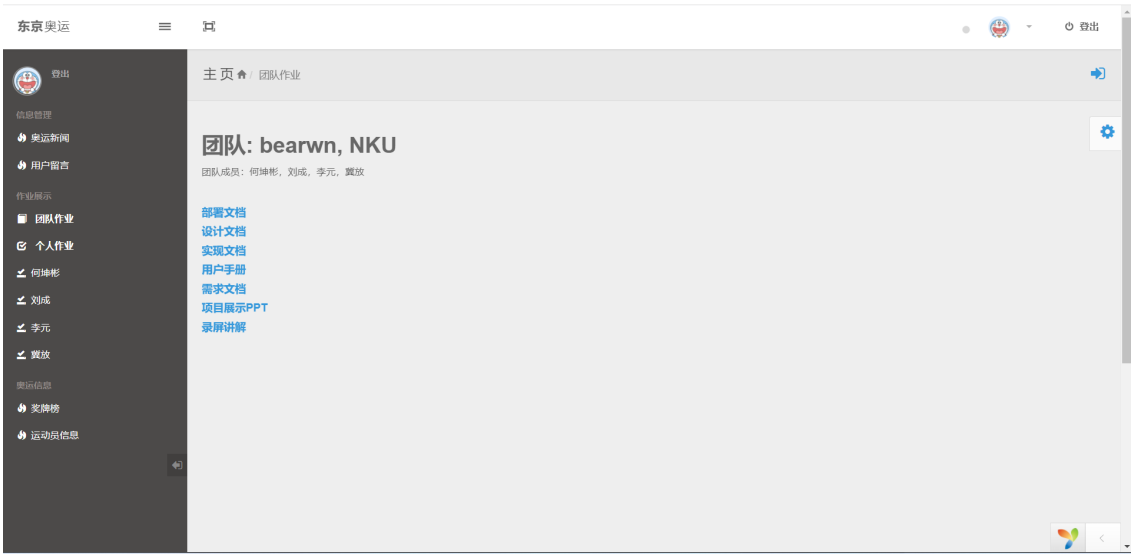 东京奥运
登出
登出
主页 / 团队作业
信息管理
奥运新闻
用户留言
作业展示
团队作业
个人作业
何坤彬
刘成
李元
冀放
奥运信息
奖牌榜
运动员信息
团队: bearwn, NKU
团队成员：何坤彬，刘成，李元，冀放
部署文档
设计文档
实现文档
用户手册
需求文档
项目展示PPT
录屏讲解